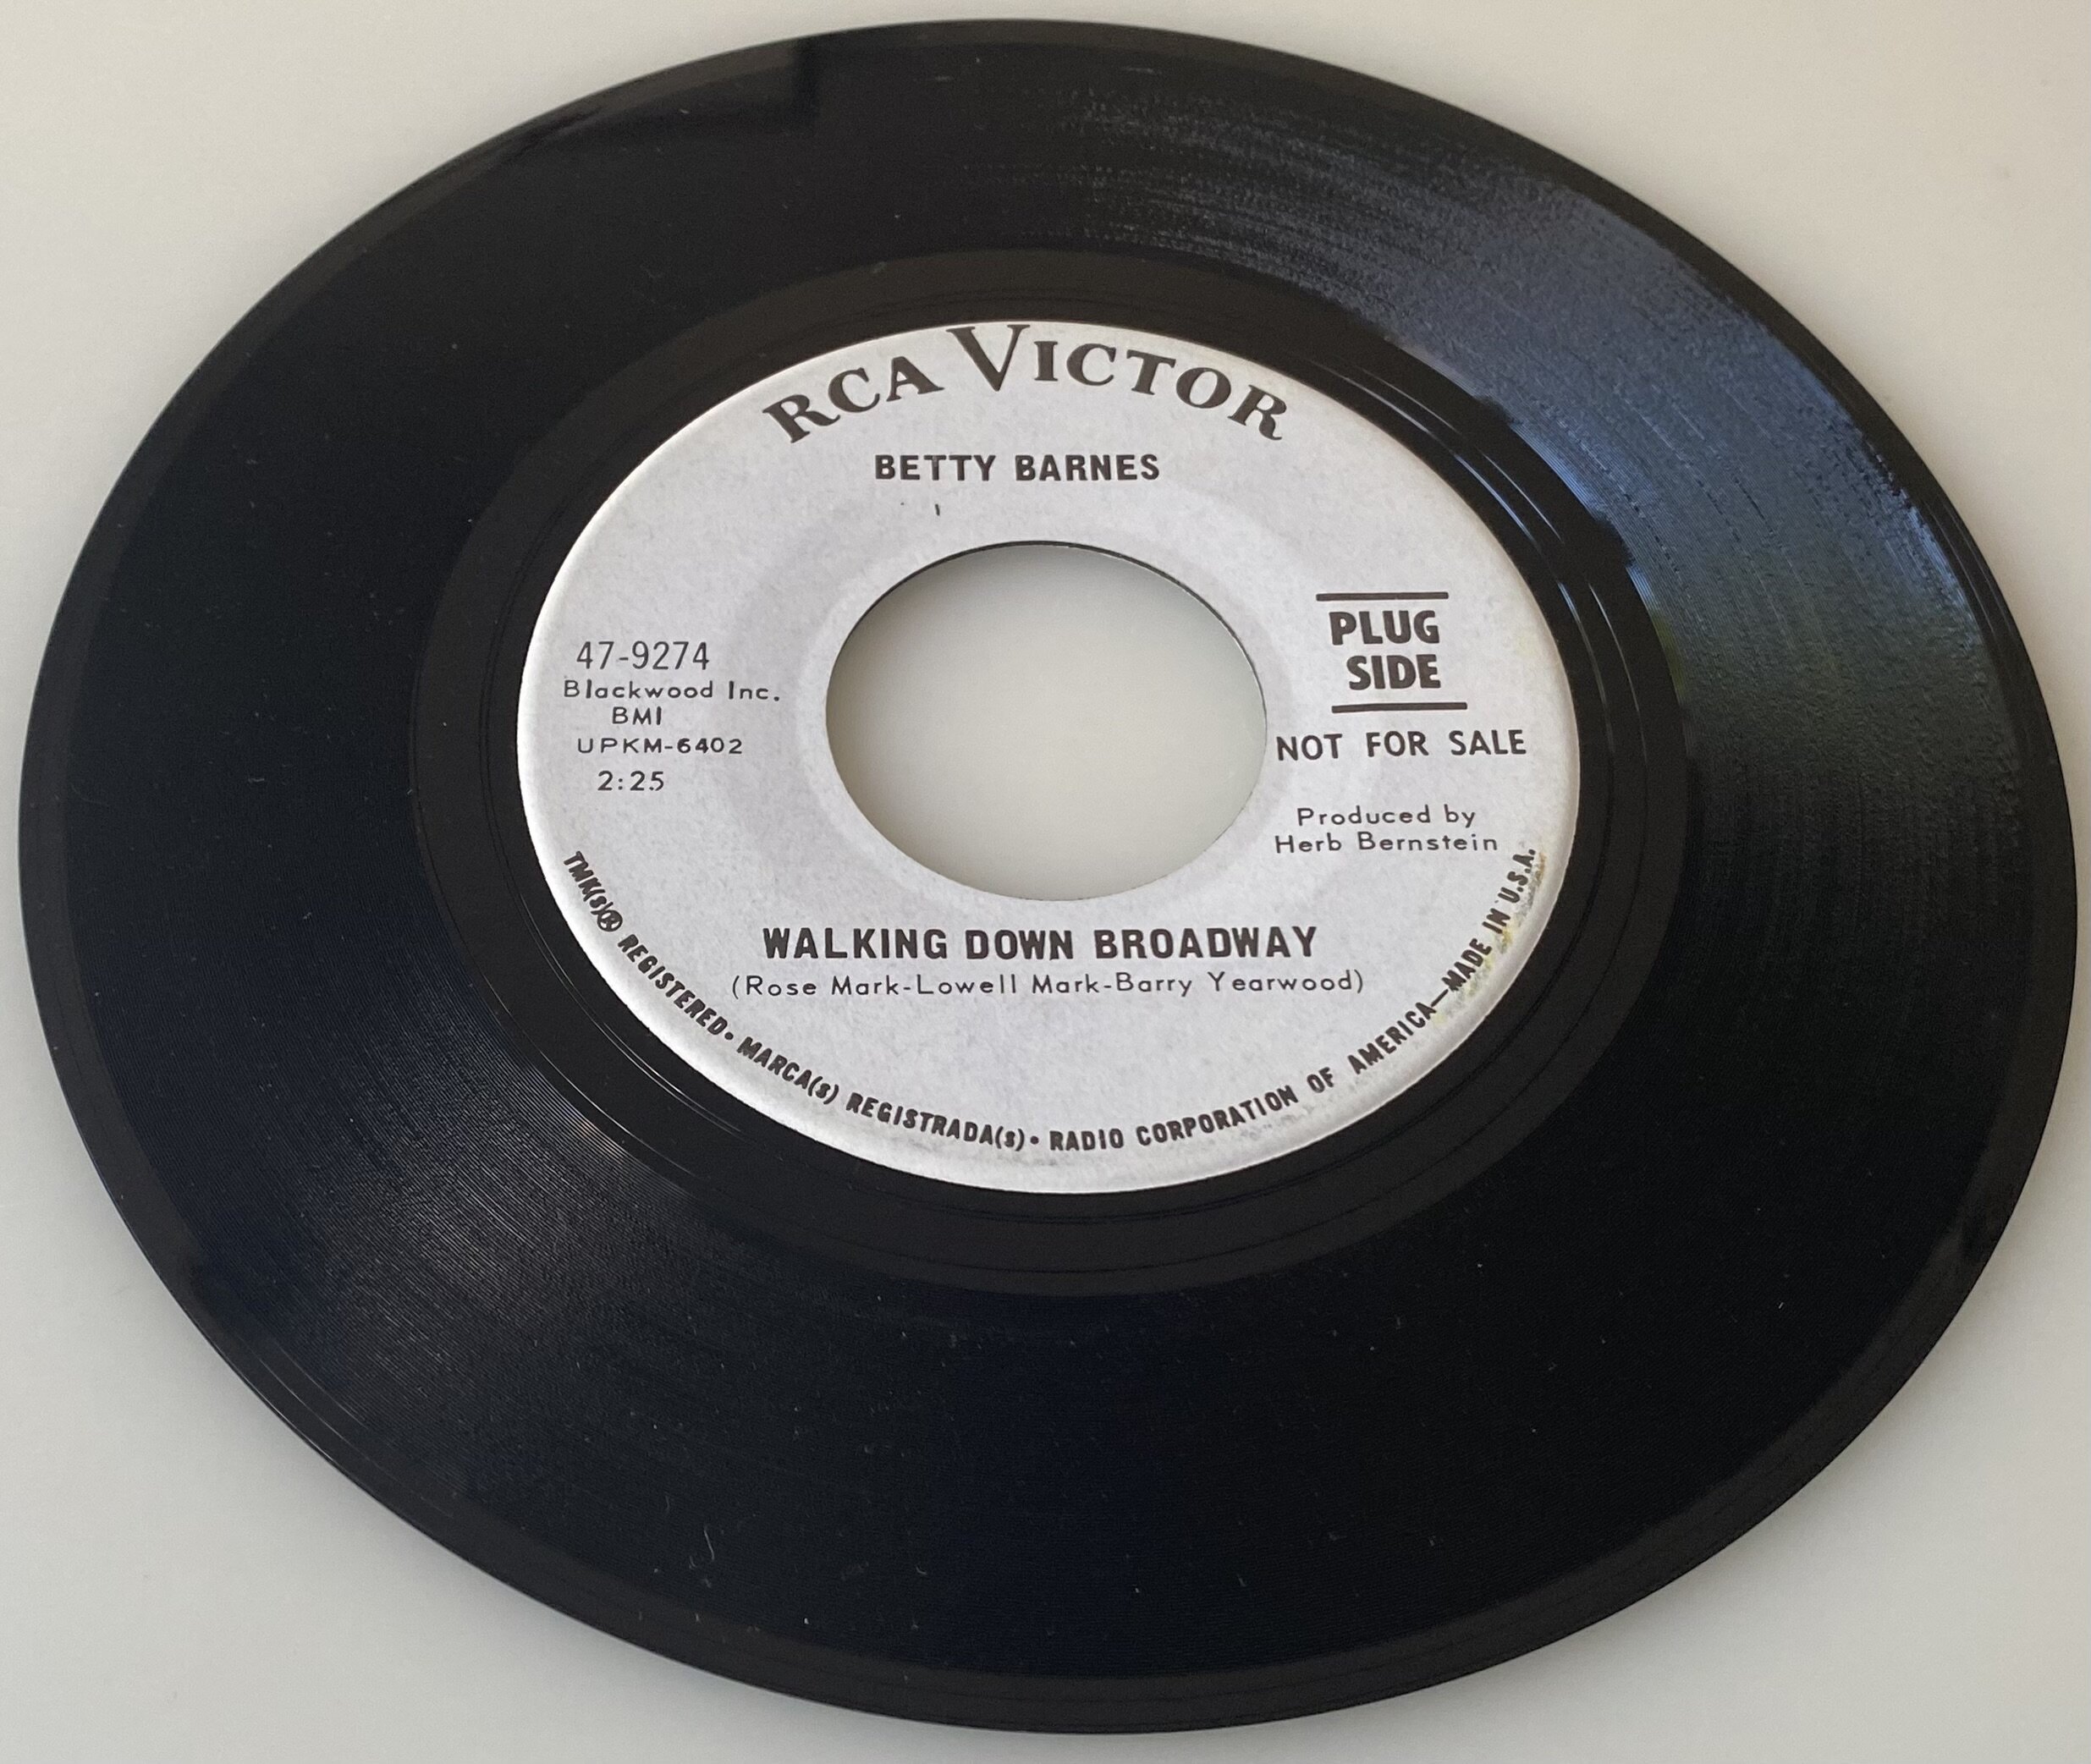 RCA VICTOR
BETTY BARNES
47-9274
Blackwood Inc.
BMI
UPKM-6402
2:25
PLUG
SIDE
NOT FOR SALE
Produced by
Herb Bernstein
WALKING DOWN BROADWAY
(Rose Mark-Lowell Mark-Barry Yearwood)
TMK(s)® REGISTERED • MARCA(s) REGISTRADA(s) • RADIO CORPORATION OF AMERICA—MADE IN U.S.A.